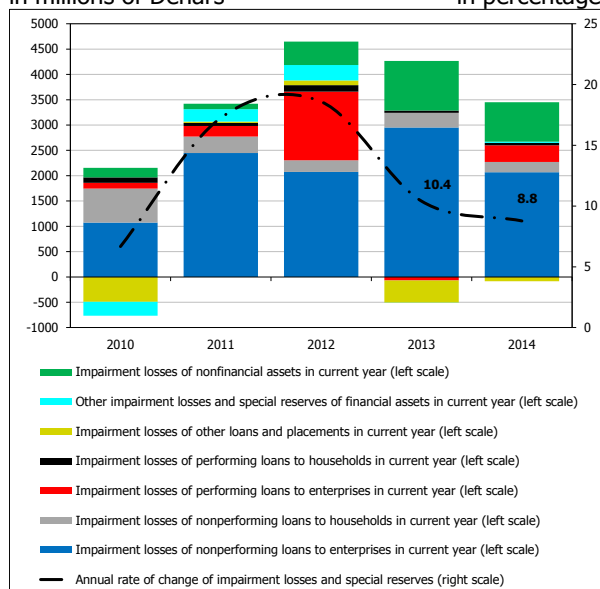 in millions of Denars in percentage
5000 25
4500
4000 20
3500
3000 15
2500
2000
1500 10
1000
500 5
0
-500
-1000 0
10.4
8.8
2010 2011 2012 2013 2014
Impairment losses of nonfinancial assets in current year (left scale)
Other impairment losses and special reserves of financial assets in current year (left scale)
Impairment losses of other loans and placements in current year (left scale)
Impairment losses of performing loans to households in current year (left scale)
Impairment losses of performing loans to enterprises in current year (left scale)
Impairment losses of nonperforming loans to households in current year (left scale)
Impairment losses of nonperforming loans to enterprises in current year (left scale)
Annual rate of change of impairment losses and special reserves (right scale)